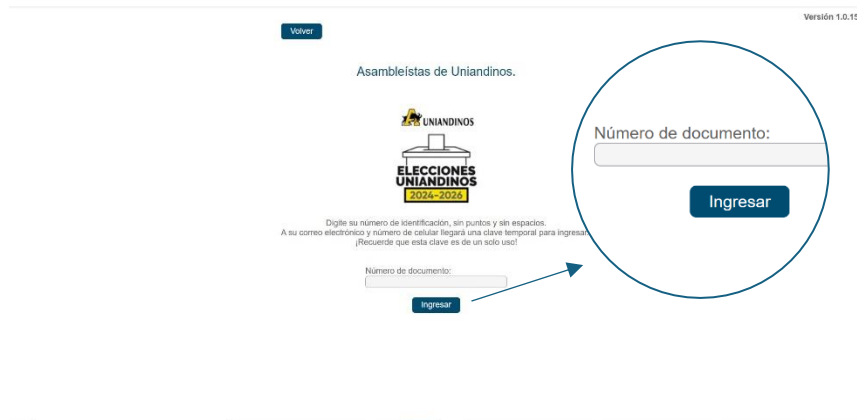 Versión 1.0.15
Volver
Asambleístas de Uniandinos.
UNIANDINOS
ELECCIONES
UNIANDINOS
2024-2026
Digite su número de identificación, sin puntos y sin espacios.
A su correo electrónico y número de celular llegará una clave temporal para ingresar.
¡Recuerde que esta clave es de un solo uso!
Número de documento:
Ingresar
Número de documento:
Ingresar